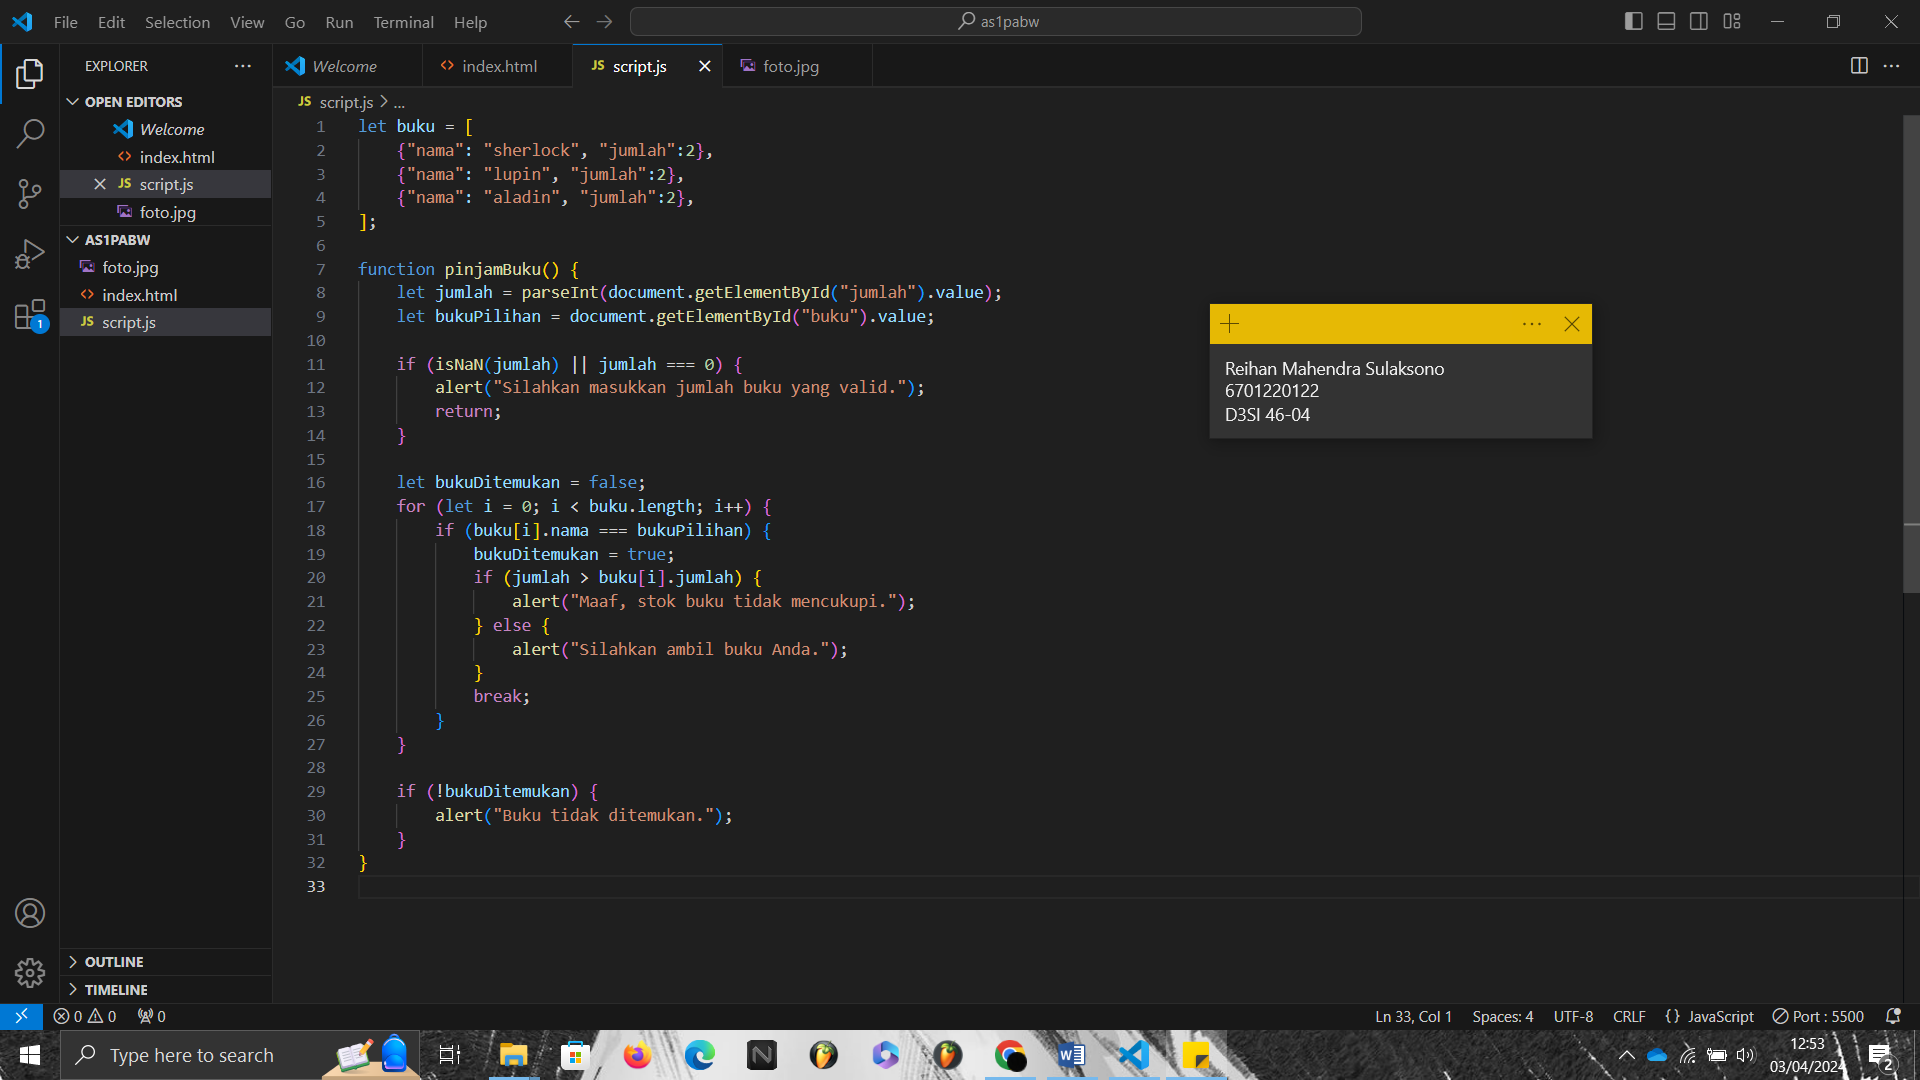 File Edit Selection View Go Run Terminal Help
as1pabw
EXPLORER
OPEN EDITORS
Welcome
index.html
script.js
foto.jpg
AS1PABW
foto.jpg
index.html
script.js
OUTLINE
TIMELINE
Welcome index.html JS script.js foto.jpg
JS script.js > ...
1 let buku = [
2 {"nama": "sherlock", "jumlah":2},
3 {"nama": "lupin", "jumlah":2},
4 {"nama": "aladin", "jumlah":2},
5 ];
6
7 function pinjamBuku() {
8 let jumlah = parseInt(document.getElementById("jumlah").value);
9 let bukuPilihan = document.getElementById("buku").value;
10
11 if (isNaN(jumlah) || jumlah === 0) {
12 alert("Silahkan masukkan jumlah buku yang valid.");
13 return;
14 }
15
16 let bukuDitemukan = false;
17 for (let i = 0; i < buku.length; i++) {
18 if (buku[i].nama === bukuPilihan) {
19 bukuDitemukan = true;
20 if (jumlah > buku[i].jumlah) {
21 alert("Maaf, stok buku tidak mencukupi.");
22 } else {
23 alert("Silahkan ambil buku Anda.");
24 }
25 break;
26 }
27 }
28
29 if (!bukuDitemukan) {
30 alert("Buku tidak ditemukan.");
31 }
32 }
33
Reihan Mahendra Sulaksono
6701220122
D3SI 46-04
0 0 0 Ln 33, Col 1 Spaces: 4 UTF-8 CRLF {} JavaScript Port : 5500
Type here to search
12:53
03/04/2024
2